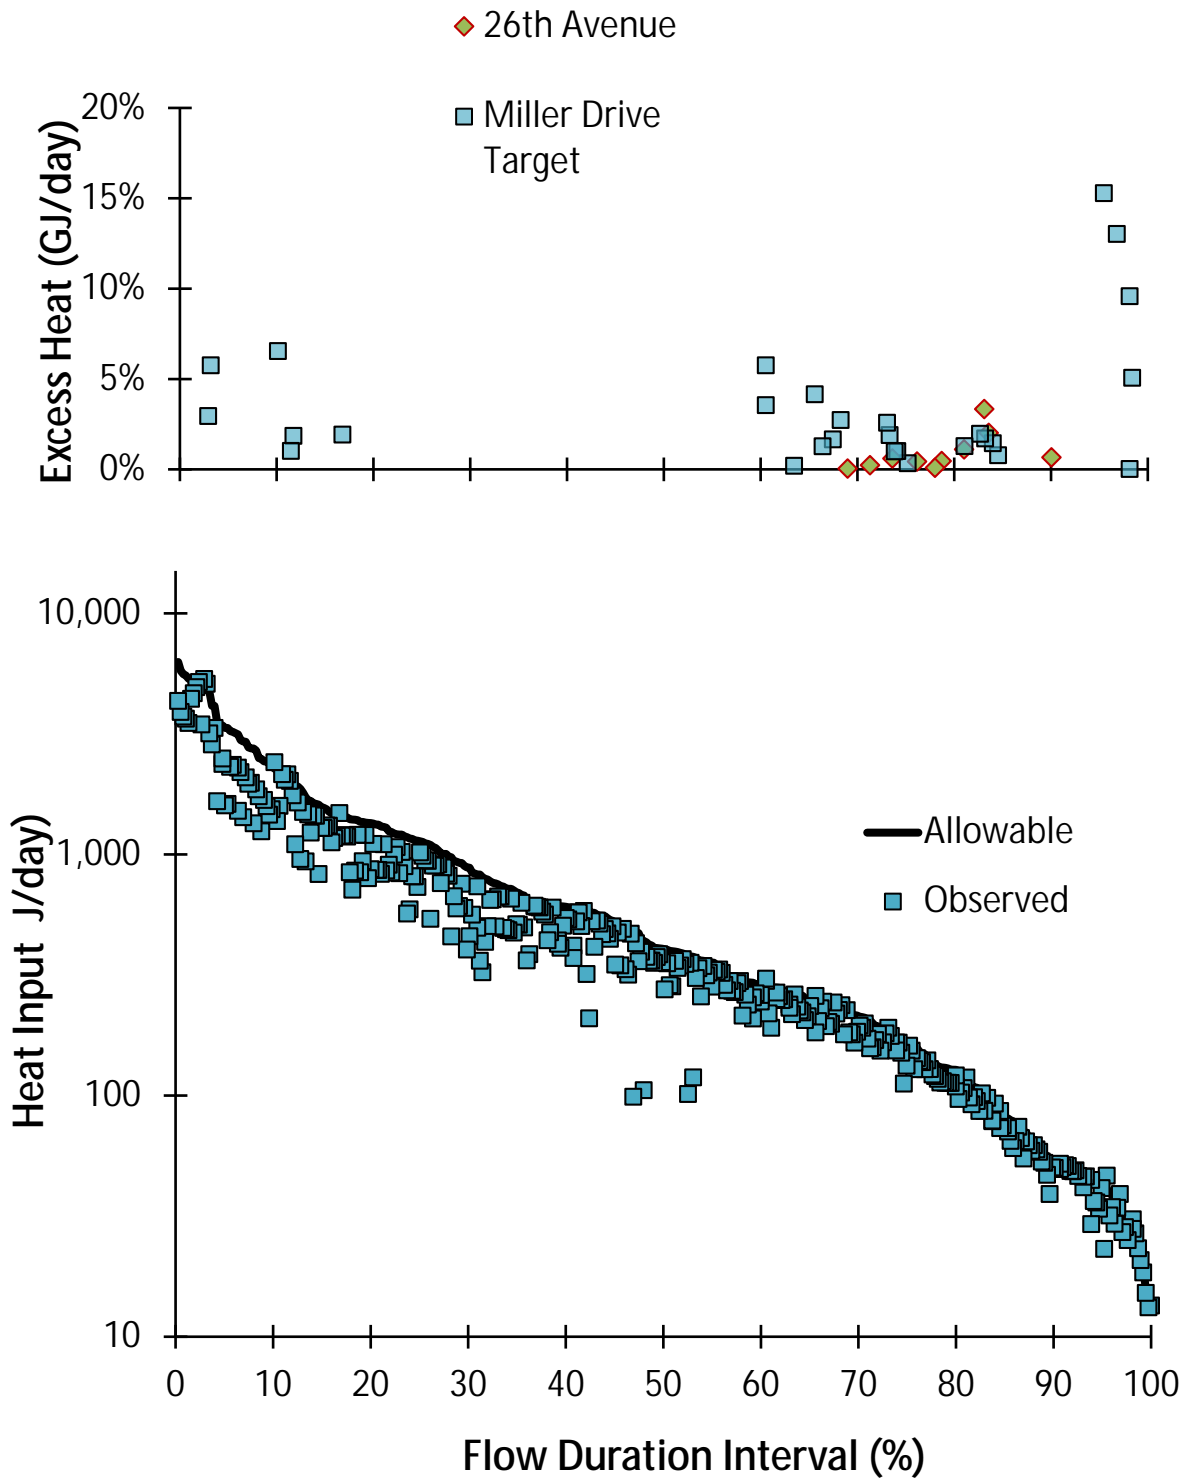 26th Avenue
Miller Drive
Target
Excess Heat (GJ/day)
20%
15%
10%
5%
0%
Heat Input  J/day)
10,000
1,000
100
10
Allowable
Observed
0 10 20 30 40 50 60 70 80 90 100
Flow Duration Interval (%)